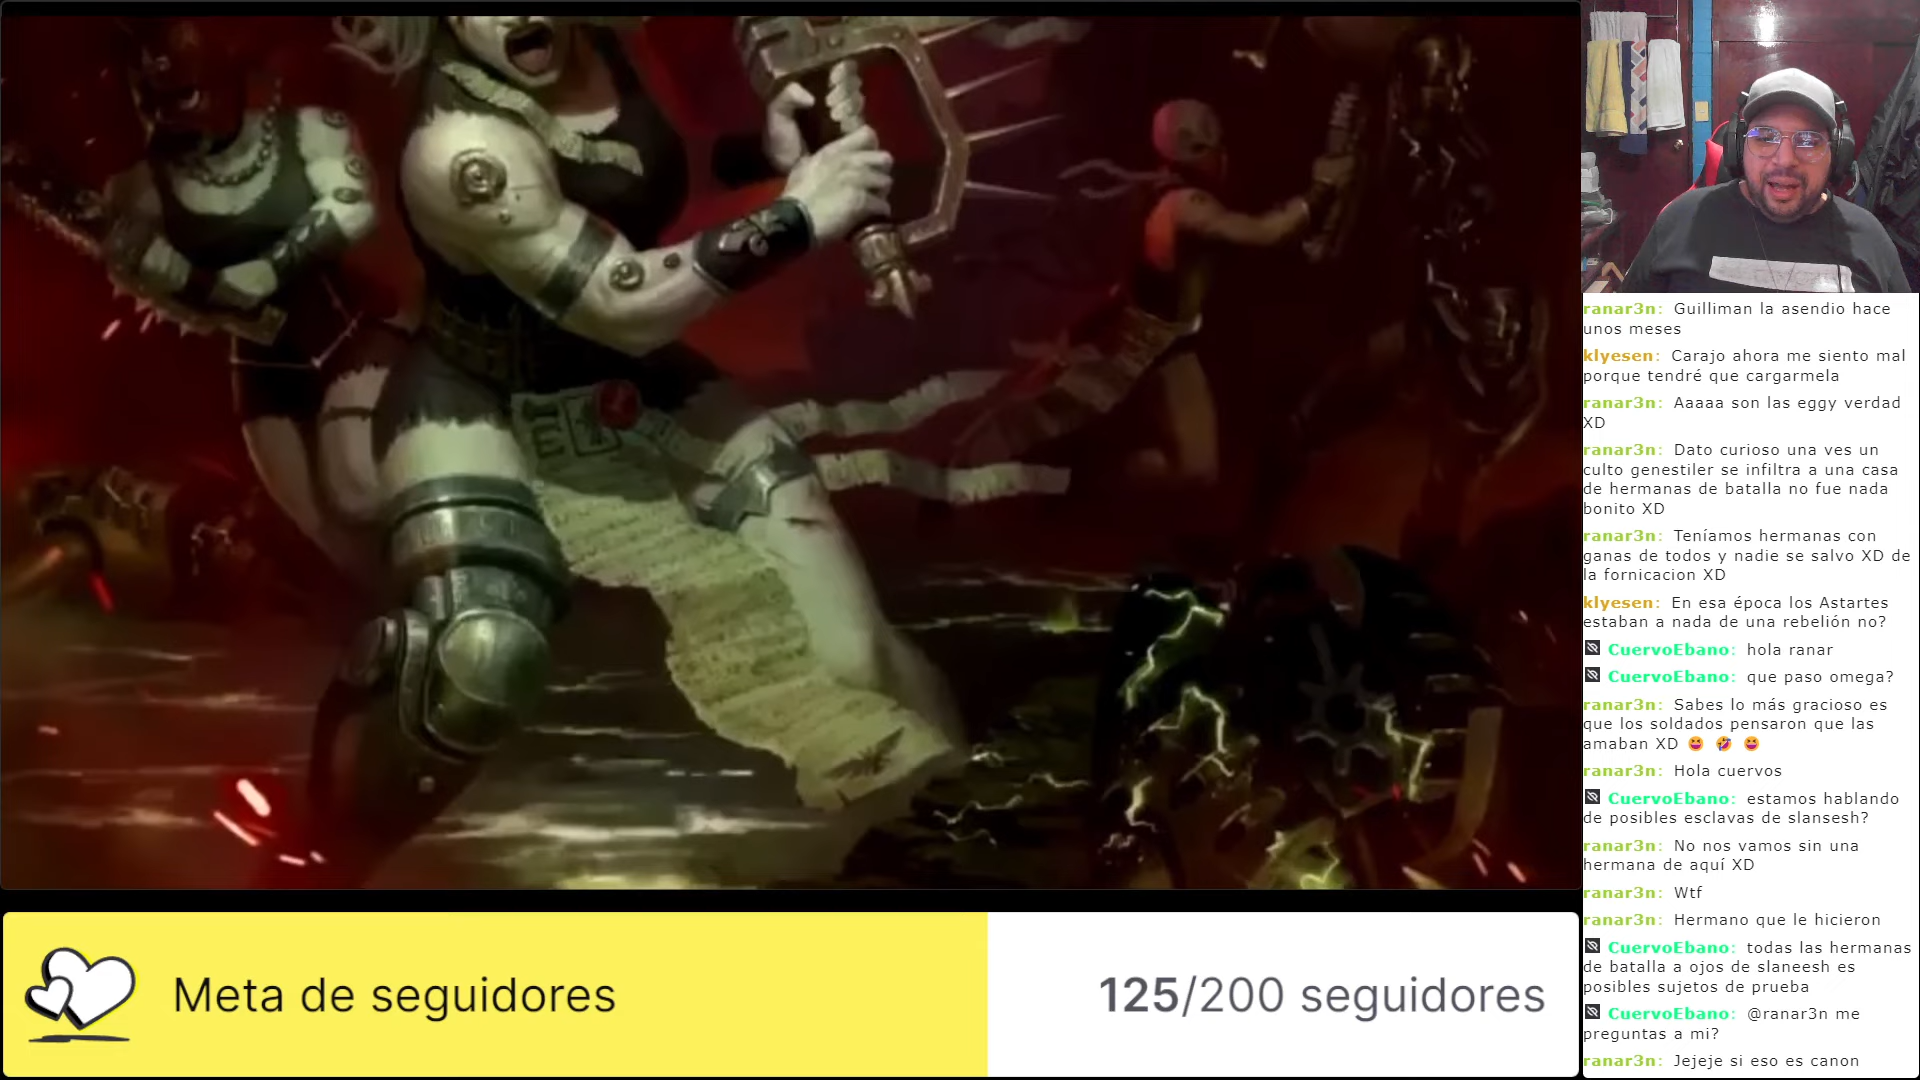 ranar3n: Guilliman la asendio hace
unos meses
klyesen: Carajo ahora me siento mal
porque tendré que cargarmela
ranar3n: Aaaaa son las eggy verdad
XD
ranar3n: Dato curioso una ves un
culto genestiler se infiltra a una casa
de hermanas de batalla no fue nada
bonito XD
ranar3n: Teníamos hermanas con
ganas de todos y nadie se salvo XD de
la fornicacion XD
klyesen: En esa época los Astartes
estaban a nada de una rebelión no?
CuervoEbano: hola ranar
CuervoEbano: que paso omega?
ranar3n: Sabes lo más gracioso es
que los soldados pensaron que las
amaban XD 😆 🤣 😆
ranar3n: Hola cuervos
CuervoEbano: estamos hablando
de posibles esclavas de slansesh?
ranar3n: No nos vamos sin una
hermana de aquí XD
ranar3n: Wtf
ranar3n: Hermano que le hicieron
CuervoEbano: todas las hermanas
de batalla a ojos de slaneesh es
posibles sujetos de prueba
CuervoEbano: @ranar3n me
preguntas a mi?
ranar3n: Jejeje si eso es canon
Meta de seguidores
125/200 seguidores